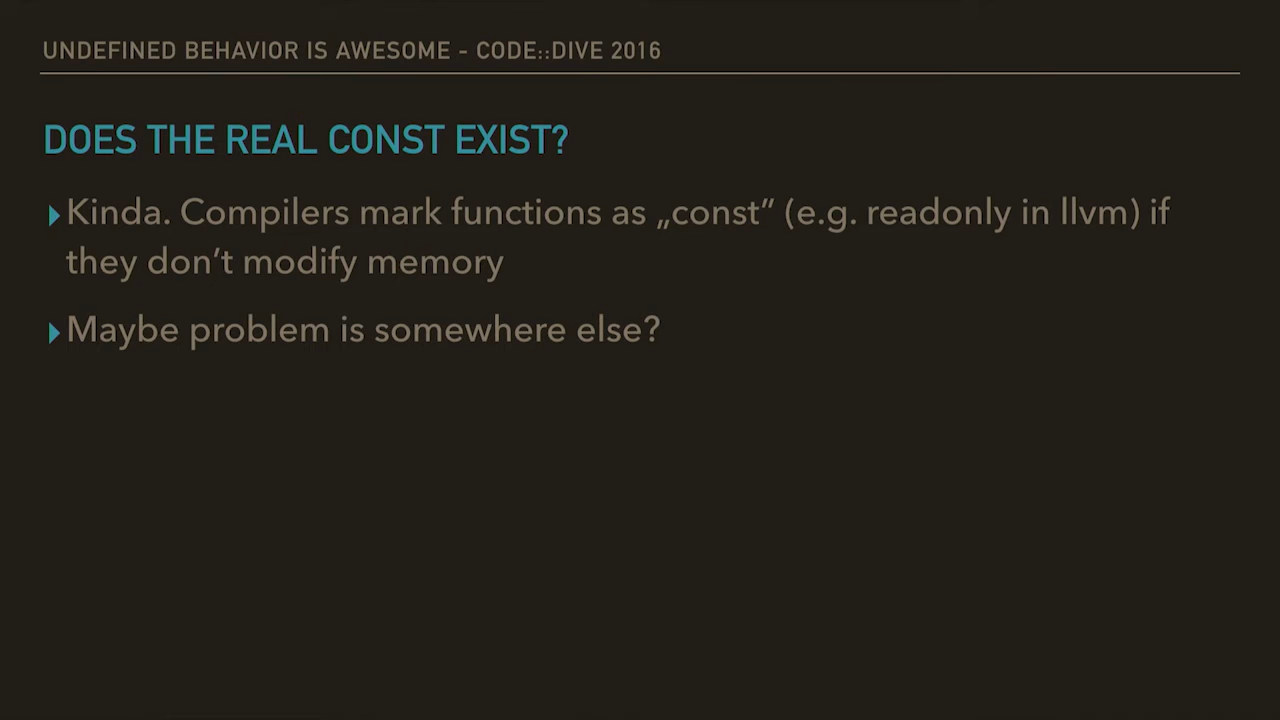 UNDEFINED BEHAVIOR IS AWESOME - CODE::DIVE 2016
DOES THE REAL CONST EXIST?
Kinda. Compilers mark functions as „const” (e.g. readonly in llvm) if
they don’t modify memory
Maybe problem is somewhere else?